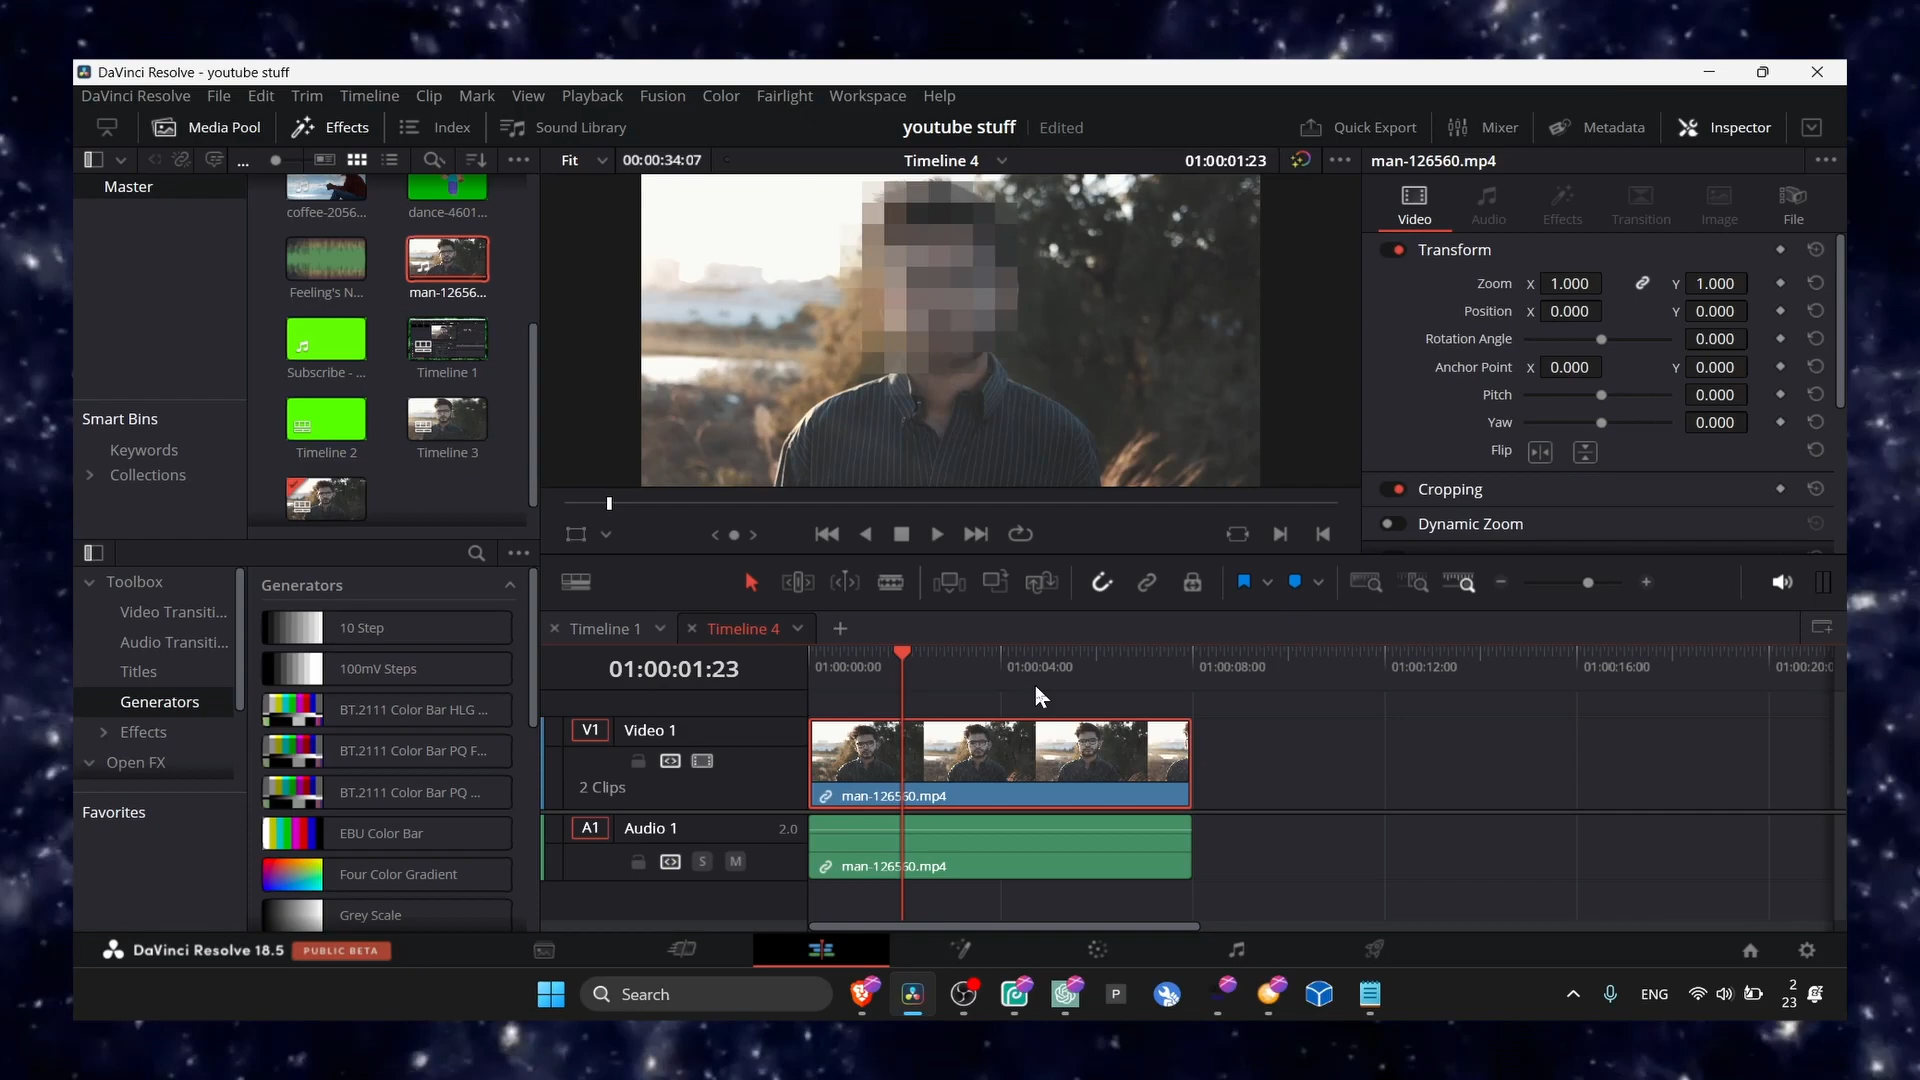 DaVinci Resolve - youtube stuff
DaVinci Resolve File Edit Trim Timeline Clip Mark View Playback Fusion Color Fairlight Workspace Help
Media Pool Effects Index Sound Library youtube stuff Edited Quick Export Mixer Metadata Inspector
... Fit 00:00:34:07 Timeline 4 01:00:01:23 man-126560.mp4
Master
coffee-2056... dance-4601...
Feeling's N... man-12656...
Subscribe - ... Timeline 1
Timeline 2 Timeline 3
Smart Bins
Keywords
Collections
Video Audio Effects Transition Image File
Transform
Zoom X 1.000 Y 1.000
Position X 0.000 Y 0.000
Rotation Angle 0.000
Anchor Point X 0.000 Y 0.000
Pitch 0.000
Yaw 0.000
Flip
Cropping
Dynamic Zoom
Toolbox
Video Transiti...
Audio Transiti...
Titles
Generators
Effects
Open FX
Favorites
Generators
10 Step
100mV Steps
BT.2111 Color Bar HLG ...
BT.2111 Color Bar PQ F...
BT.2111 Color Bar PQ ...
EBU Color Bar
Four Color Gradient
Grey Scale
Timeline 1 Timeline 4
01:00:01:23 01:00:00:00 01:00:04:00 01:00:08:00 01:00:12:00 01:00:16:00 01:00:20:0
V1 Video 1
2 Clips
man-126560.mp4
A1 Audio 1 2.0
S M
man-126560.mp4
DaVinci Resolve 18.5 PUBLIC BETA
Search P ENG 2
23